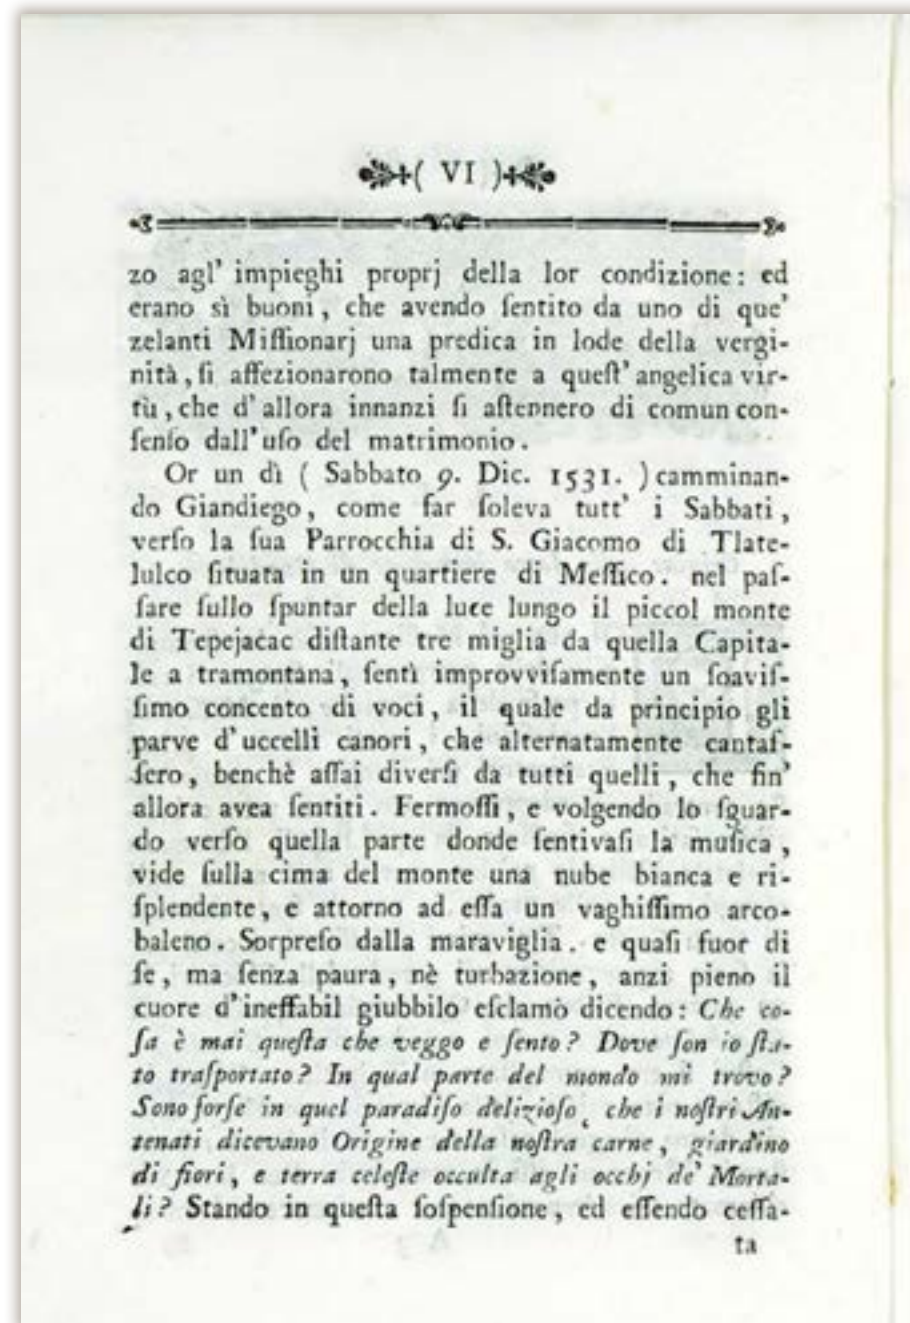 ( VI )
zo agl' impieghi proprj della lor condizione: ed
erano sì buoni, che avendo ſentito da uno di que'
zelanti Miſſionarj una predica in lode della vergi-
nità, ſi affezionarono talmente a queſt' angelica vir-
tù, che d' allora innanzi ſi aſtennero di comun con-
ſenſo dall' uſo del matrimonio.
Or un dì ( Sabbato 9. Dic. 1531. ) camminan-
do Giandiego, come far ſoleva tutt' i Sabbati,
verſo la ſua Parrocchia di S. Giacomo di Tlate-
lulco ſituata in un quartiere di Meſſico. nel paſ-
ſare ſullo ſpuntar della luce lungo il piccol monte
di Tepejacac diſtante tre miglia da quella Capita-
le a tramontana, ſentì improvviſamente un ſoaviſ-
ſimo concento di voci, il quale da principio gli
parve d' uccelli canori, che alternatamente cantaſ-
ſero, benchè aſſai diverſi da tutti quelli, che fin'
allora avea ſentiti. Fermoſſi, e volgendo lo ſguar-
do verſo quella parte donde ſentivaſi la muſica,
vide ſulla cima del monte una nube bianca e ri-
ſplendente, e attorno ad eſſa un vaghiſſimo arco-
baleno. Sorpreſo dalla maraviglia. e quaſi fuor di
ſe, ma ſenza paura, nè turbazione, anzi pieno il
cuore d' ineffabil giubbilo eſclamò dicendo: Che co-
ſa è mai queſta che veggo e ſento? Dove ſon io ſta-
to traſportato? In qual parte del mondo mi trovo?
Sono forſe in quel paradiſo delizioſo, che i noſtri An-
tenati dicevano Origine della noſtra carne, giardino
di fiori, e terra celeſte occulta agli occhj de' Morta-
li? Stando in queſta ſoſpenſione, ed eſſendo ceſſa-
ta